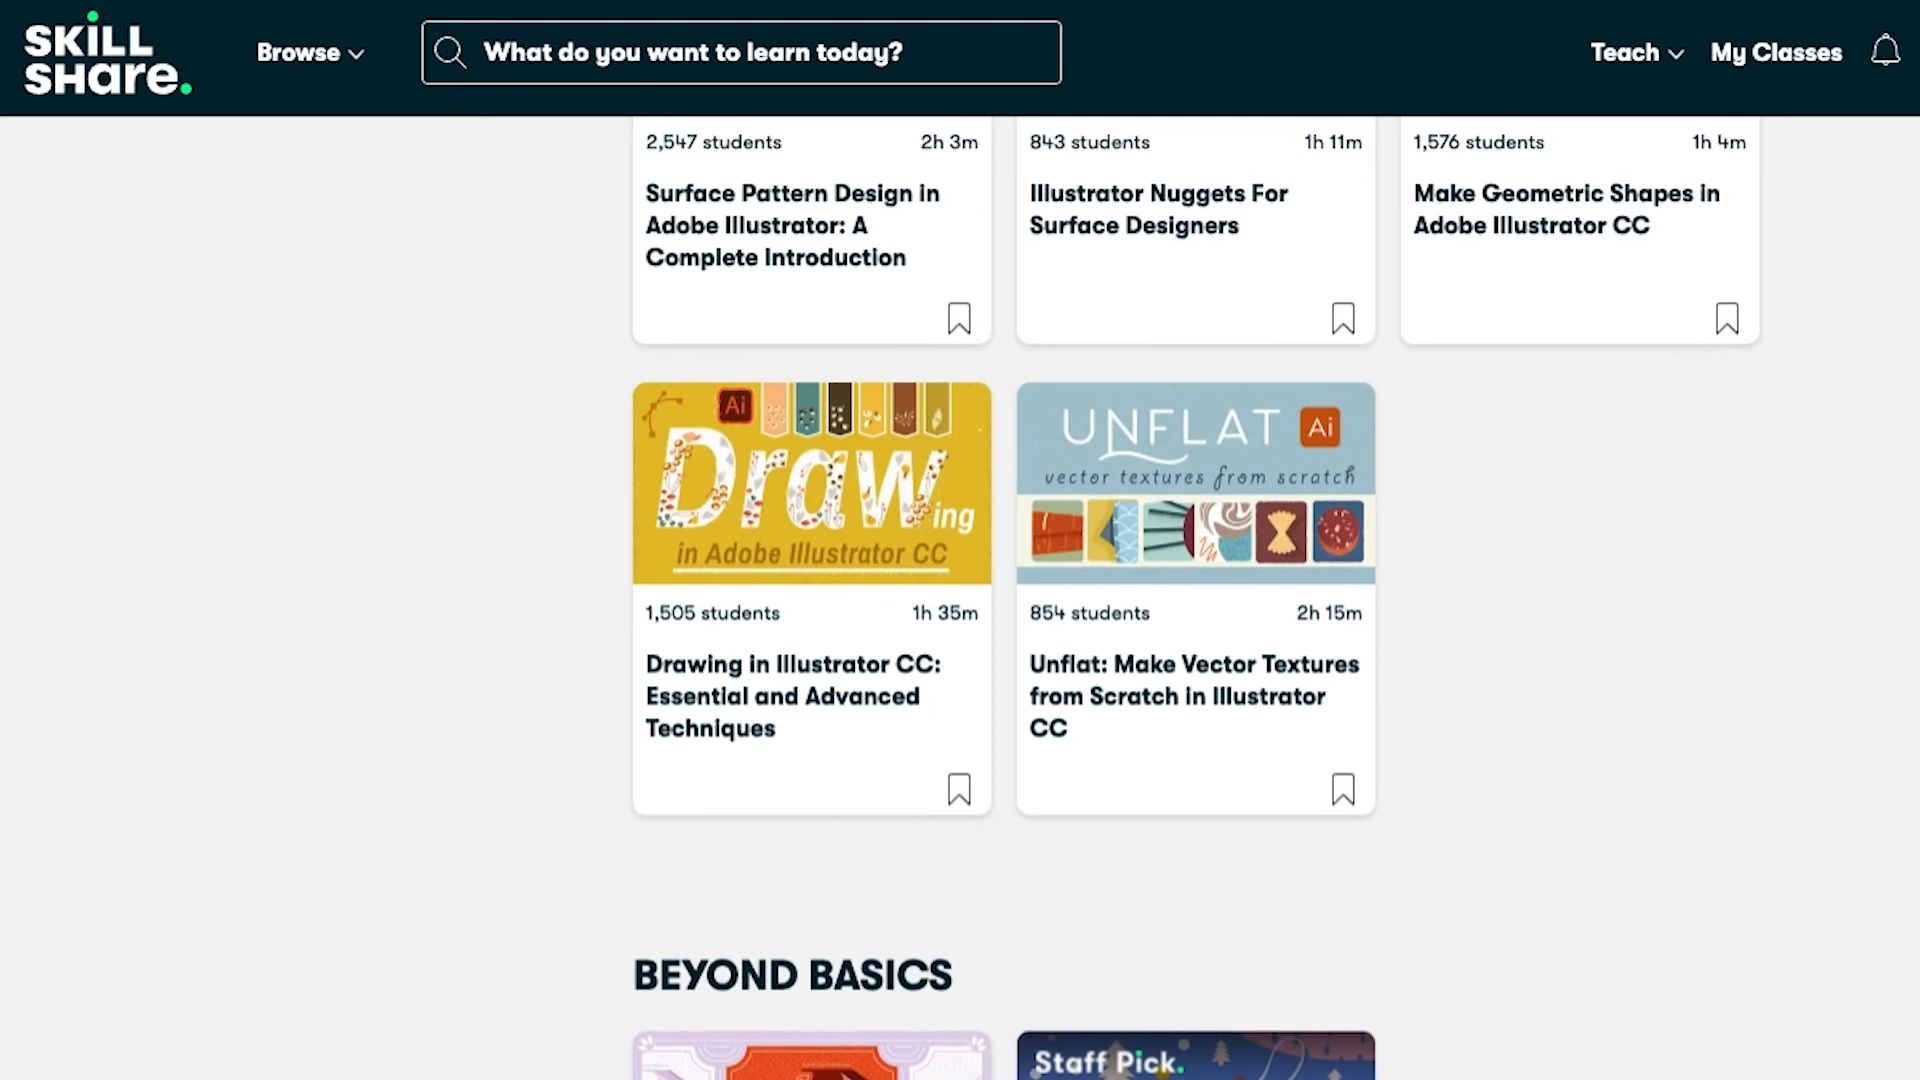 SKILL
SHare.
Browse
What do you want to learn today?
Teach
My Classes
2,547 students
2h 3m
Surface Pattern Design in
Adobe Illustrator: A
Complete Introduction
843 students
1h 11m
Illustrator Nuggets For
Surface Designers
1,576 students
1h 4m
Make Geometric Shapes in
Adobe Illustrator CC
Ai
Drawing
in Adobe Illustrator CC
1,505 students
1h 35m
Drawing in Illustrator CC:
Essential and Advanced
Techniques
UNFLAT Ai
vector textures from scratch
854 students
2h 15m
Unflat: Make Vector Textures
from Scratch in Illustrator
CC
BEYOND BASICS
Staff Pick.